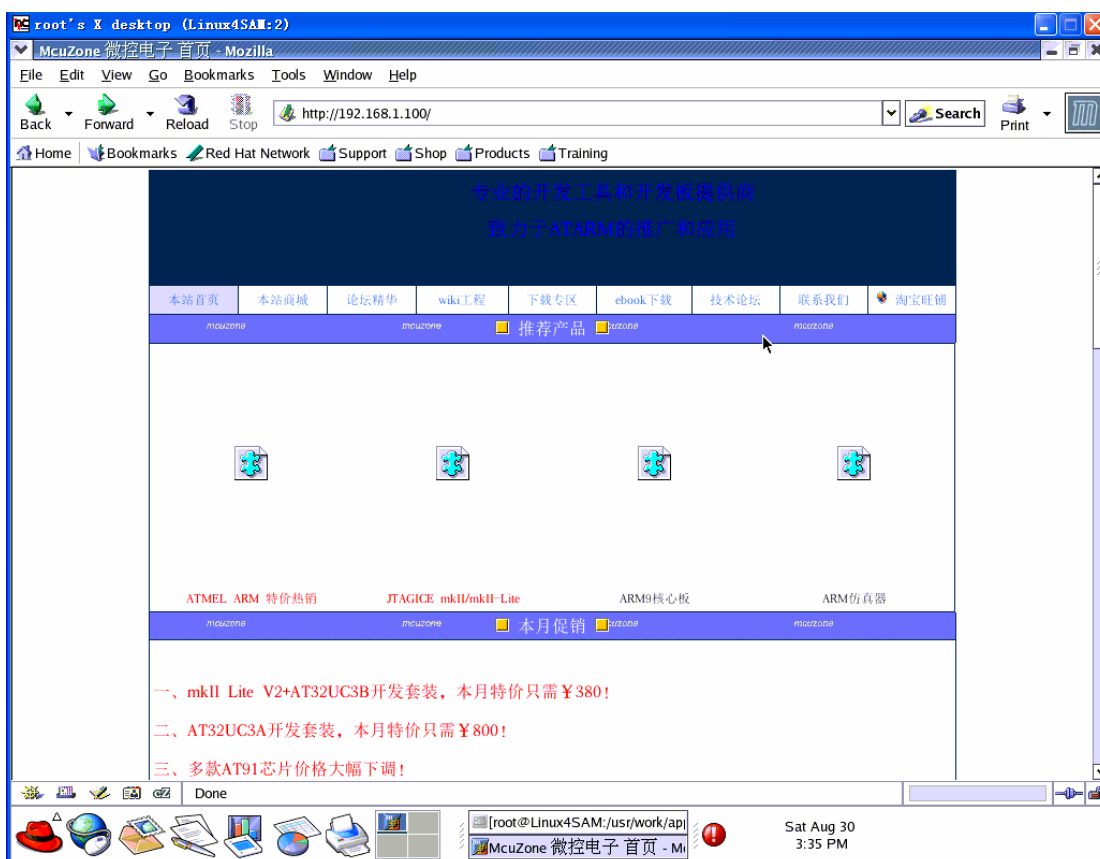 root's X desktop (Linux4SAM:2)
McuZone 微控电子 首页 - Mozilla
File Edit View Go Bookmarks Tools Window Help
Back Forward Reload Stop http://192.168.1.100/ Search Print
Home Bookmarks Red Hat Network Support Shop Products Training
专业的开发工具和开发板提供商
致力于ATARM的推广和应用
本站首页 本站商城 论坛精华 wiki工程 下载专区 ebook下载 技术论坛 联系我们 淘宝旺铺
mcuzone mcuzone 推荐产品 mcuzone
ATMEL ARM 特价热销 JTAGICE mkII/mkII-Lite ARM9核心板 ARM仿真器
mcuzone mcuzone 本月促销 mcuzone
一、mkII Lite V2+AT32UC3B开发套装，本月特价只需￥380！
二、AT32UC3A开发套装，本月特价只需￥800！
三、多款AT91芯片价格大幅下调！
Done
[root@Linux4SAM:/usr/work/app
McuZone 微控电子 首页 - M
Sat Aug 30
3:35 PM